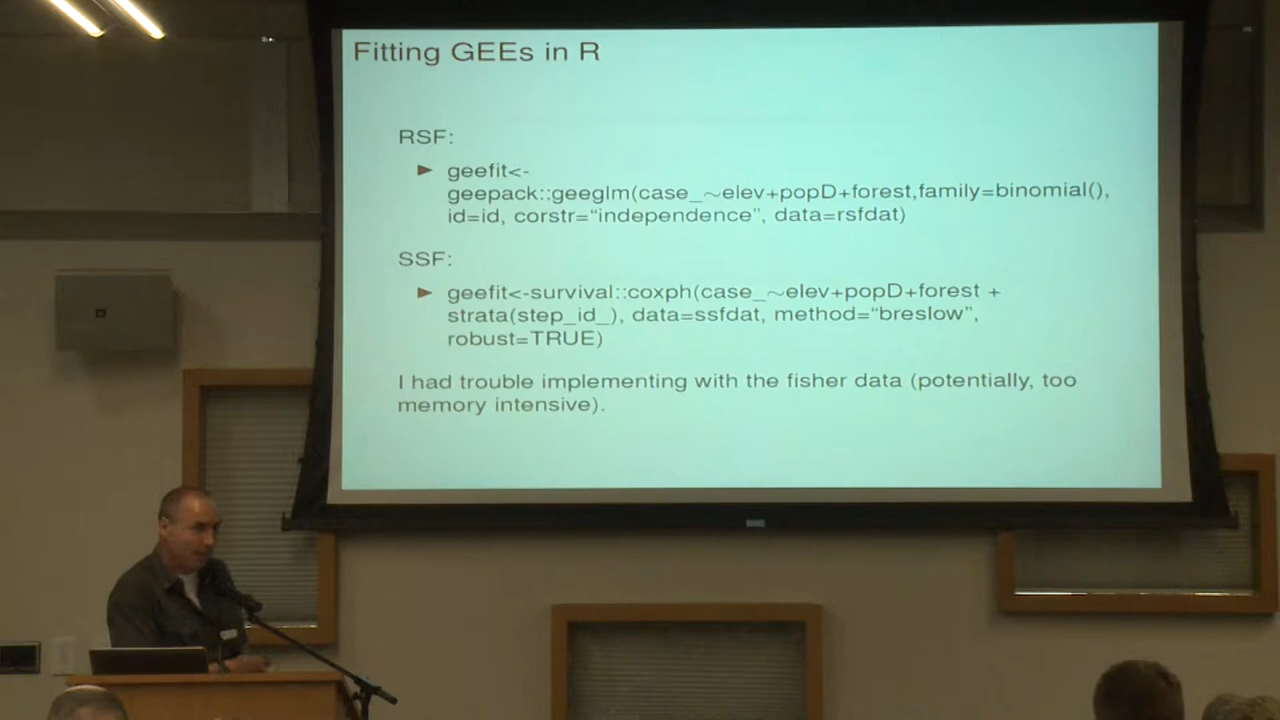 Fitting GEEs in R
RSF:
► geefit<-
geepack::geeglm(case_~elev+popD+forest,family=binomial(),
id=id, corstr=“independence”, data=rsfdat)
SSF:
► geefit<-survival::coxph(case_~elev+popD+forest +
strata(step_id_), data=ssfdat, method=“breslow”,
robust=TRUE)
I had trouble implementing with the fisher data (potentially, too
memory intensive).